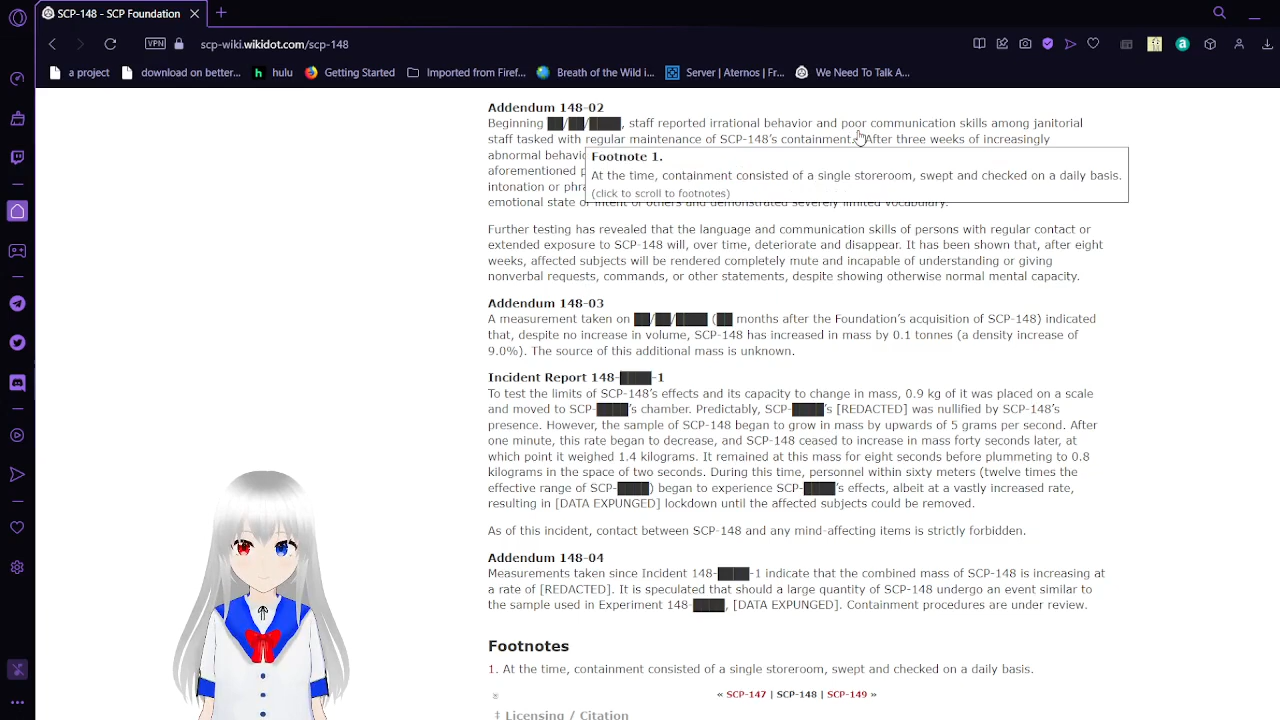 SCP-148 - SCP Foundation
VPN scp-wiki.wikidot.com/scp-148
a project download on better... hulu Getting Started Imported from Firef... Breath of the Wild i... Server | Aternos | Fr... We Need To Talk A...
Addendum 148-02
Beginning ██/██/████, staff reported irrational behavior and poor communication skills among janitorial
staff tasked with regular maintenance of SCP-148's containment. After three weeks of increasingly
abnormal behavio
aforementioned p
intonation or phra
emotional state or intent of others and demonstrated severely limited vocabulary.
Footnote 1.
At the time, containment consisted of a single storeroom, swept and checked on a daily basis.
(click to scroll to footnotes)
Further testing has revealed that the language and communication skills of persons with regular contact or
extended exposure to SCP-148 will, over time, deteriorate and disappear. It has been shown that, after eight
weeks, affected subjects will be rendered completely mute and incapable of understanding or giving
nonverbal requests, commands, or other statements, despite showing otherwise normal mental capacity.
Addendum 148-03
A measurement taken on ██/██/████ (██ months after the Foundation's acquisition of SCP-148) indicated
that, despite no increase in volume, SCP-148 has increased in mass by 0.1 tonnes (a density increase of
9.0%). The source of this additional mass is unknown.
Incident Report 148-████-1
To test the limits of SCP-148's effects and its capacity to change in mass, 0.9 kg of it was placed on a scale
and moved to SCP-████'s chamber. Predictably, SCP-████'s [REDACTED] was nullified by SCP-148's
presence. However, the sample of SCP-148 began to grow in mass by upwards of 5 grams per second. After
one minute, this rate began to decrease, and SCP-148 ceased to increase in mass forty seconds later, at
which point it weighed 1.4 kilograms. It remained at this mass for eight seconds before plummeting to 0.8
kilograms in the space of two seconds. During this time, personnel within sixty meters (twelve times the
effective range of SCP-████) began to experience SCP-████'s effects, albeit at a vastly increased rate,
resulting in [DATA EXPUNGED] lockdown until the affected subjects could be removed.
As of this incident, contact between SCP-148 and any mind-affecting items is strictly forbidden.
Addendum 148-04
Measurements taken since Incident 148-████-1 indicate that the combined mass of SCP-148 is increasing at
a rate of [REDACTED]. It is speculated that should a large quantity of SCP-148 undergo an event similar to
the sample used in Experiment 148-████, [DATA EXPUNGED]. Containment procedures are under review.
Footnotes
1. At the time, containment consisted of a single storeroom, swept and checked on a daily basis.
« SCP-147 | SCP-148 | SCP-149 »
‡ Licensing / Citation